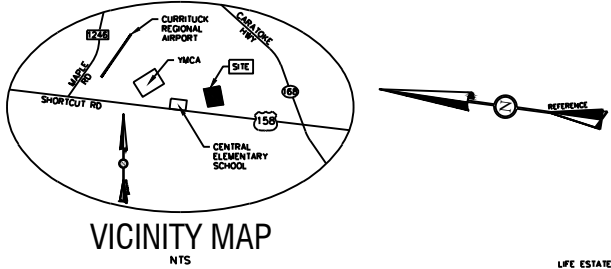 CURRITUCK
REGIONAL
AIRPORT
CARATOKE
HWY
1246
MAPLE
RD
YMCA
SITE
SHORTCUT RD
168
158
CENTRAL
ELEMENTARY
SCHOOL
N
REFERENCE
VICINITY MAP
NTS
LIFE ESTATE